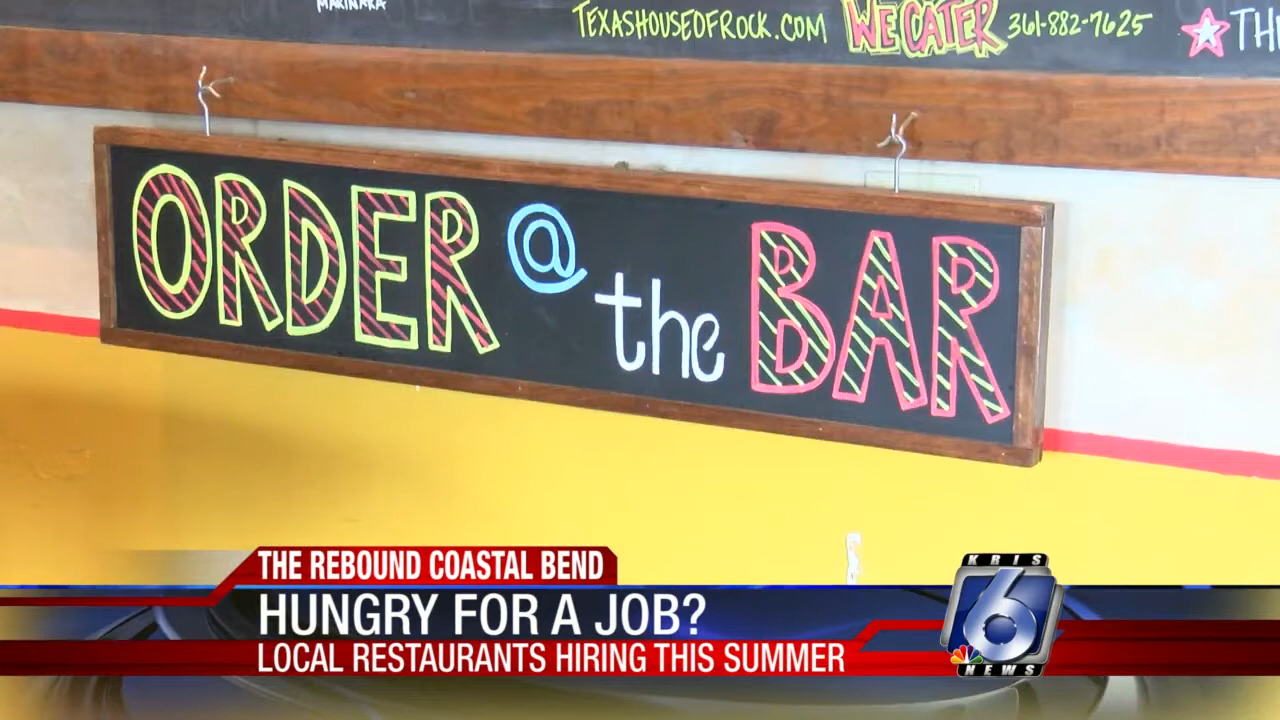 TEXASHOUSEOFROCK.COM WE CATER 361-882-7625
ORDER @ the BAR
THE REBOUND COASTAL BEND
HUNGRY FOR A JOB?
LOCAL RESTAURANTS HIRING THIS SUMMER
KRIS
6
NEWS